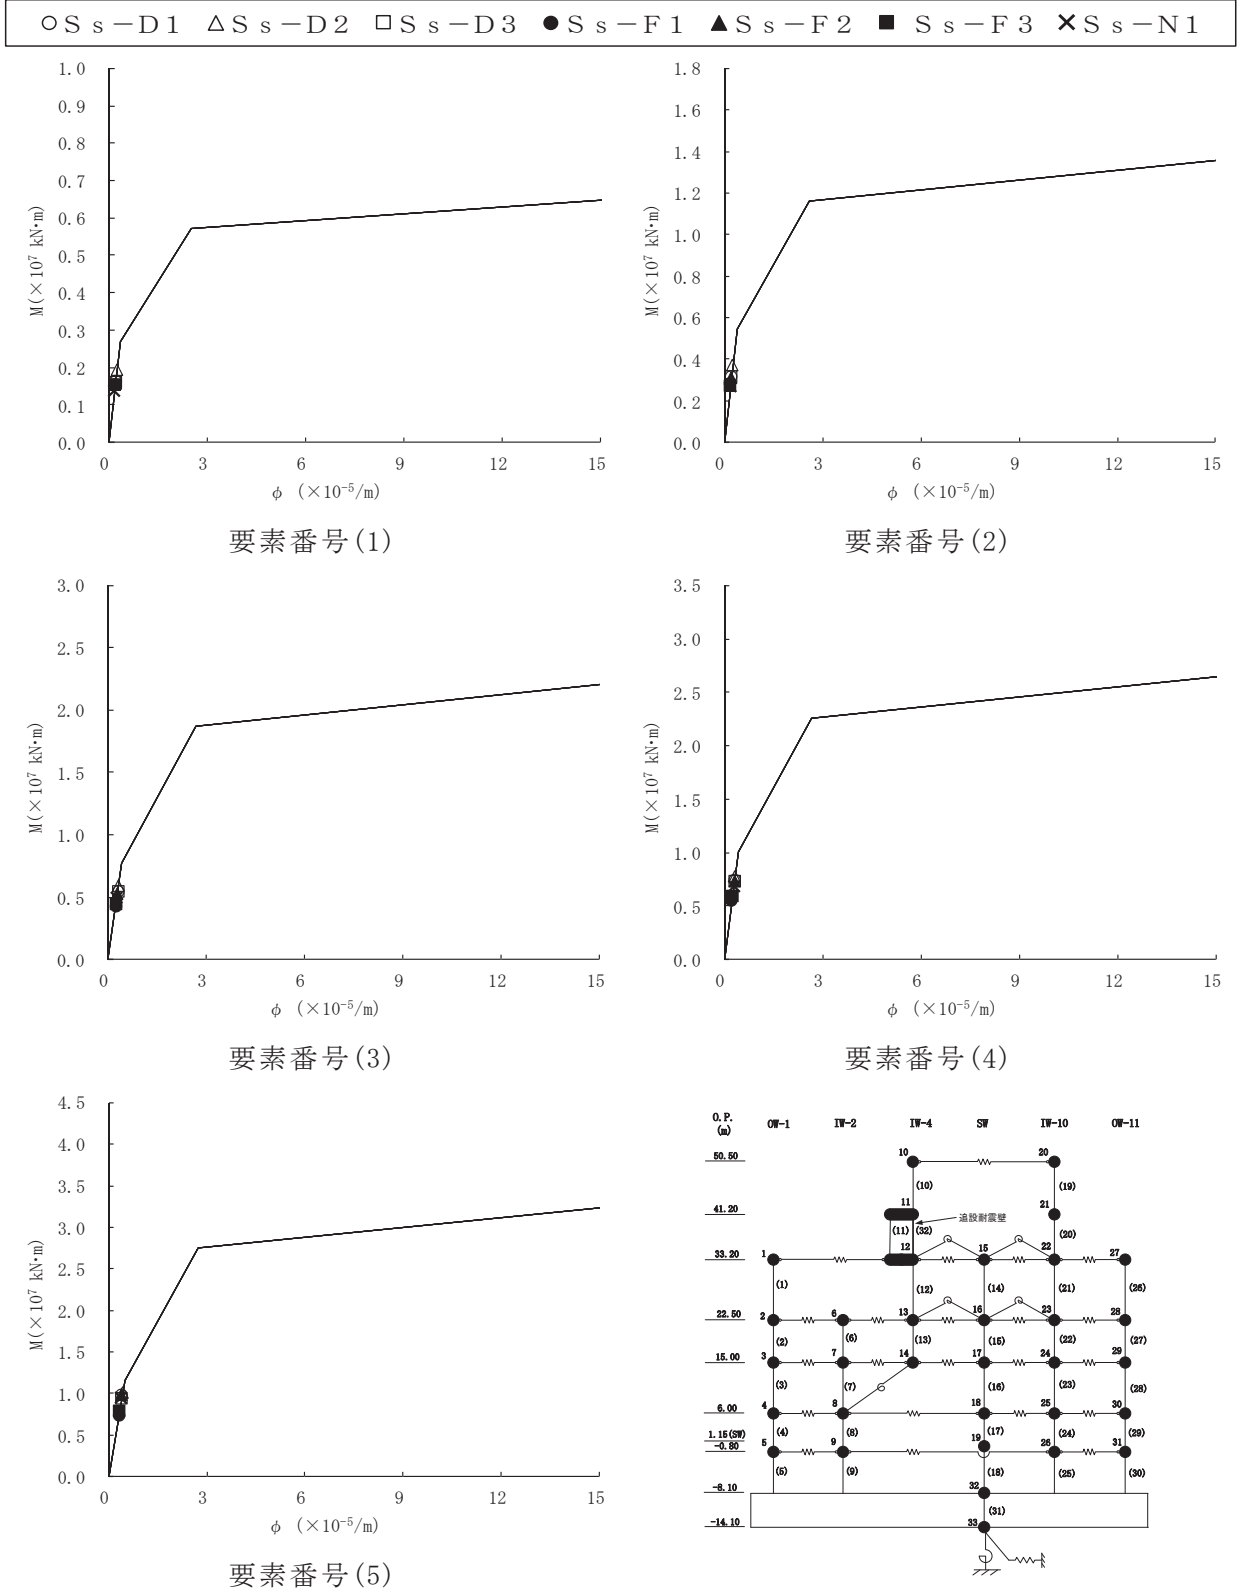 ○Ｓｓ－Ｄ１ △Ｓｓ－Ｄ２ □Ｓｓ－Ｄ３ ●Ｓｓ－Ｆ１ ▲Ｓｓ－Ｆ２ ■Ｓｓ－Ｆ３ ×Ｓｓ－Ｎ１
1.0
0.9
0.8
0.7
0.6
0.5
0.4
0.3
0.2
0.1
0.0
M(×10⁷ kN・m)
0 3 6 9 12 15
φ (×10⁻⁵/m)
要素番号(1)
1.8
1.6
1.4
1.2
1.0
0.8
0.6
0.4
0.2
0.0
M(×10⁷ kN・m)
0 3 6 9 12 15
φ (×10⁻⁵/m)
要素番号(2)
3.0
2.5
2.0
1.5
1.0
0.5
0.0
M(×10⁷ kN・m)
0 3 6 9 12 15
φ (×10⁻⁵/m)
要素番号(3)
3.5
3.0
2.5
2.0
1.5
1.0
0.5
0.0
M(×10⁷ kN・m)
0 3 6 9 12 15
φ (×10⁻⁵/m)
要素番号(4)
4.5
4.0
3.5
3.0
2.5
2.0
1.5
1.0
0.5
0.0
M(×10⁷ kN・m)
0 3 6 9 12 15
φ (×10⁻⁵/m)
要素番号(5)
O.P.
(m) OW-1 IW-2 IW-4 SW IW-10 OW-11
50.50 10 20
(10) (19)
41.20 11 21
追設耐震壁
(11) (32) (20)
33.20 1 12 15 22 27
(1) (12) (14) (21) (26)
22.50 2 6 13 16 23 28
(2) (6) (13) (15) (22) (27)
15.00 3 7 14 17 24 29
(3) (7) (16) (23) (28)
6.00 4 8 18 25 30
(4) (8) (17) (24) (29)
1.15(SW) 19
-0.80 5 9 26 31
(5) (9) (18) (25) (30)
-8.10 32
(31)
-14.10 33